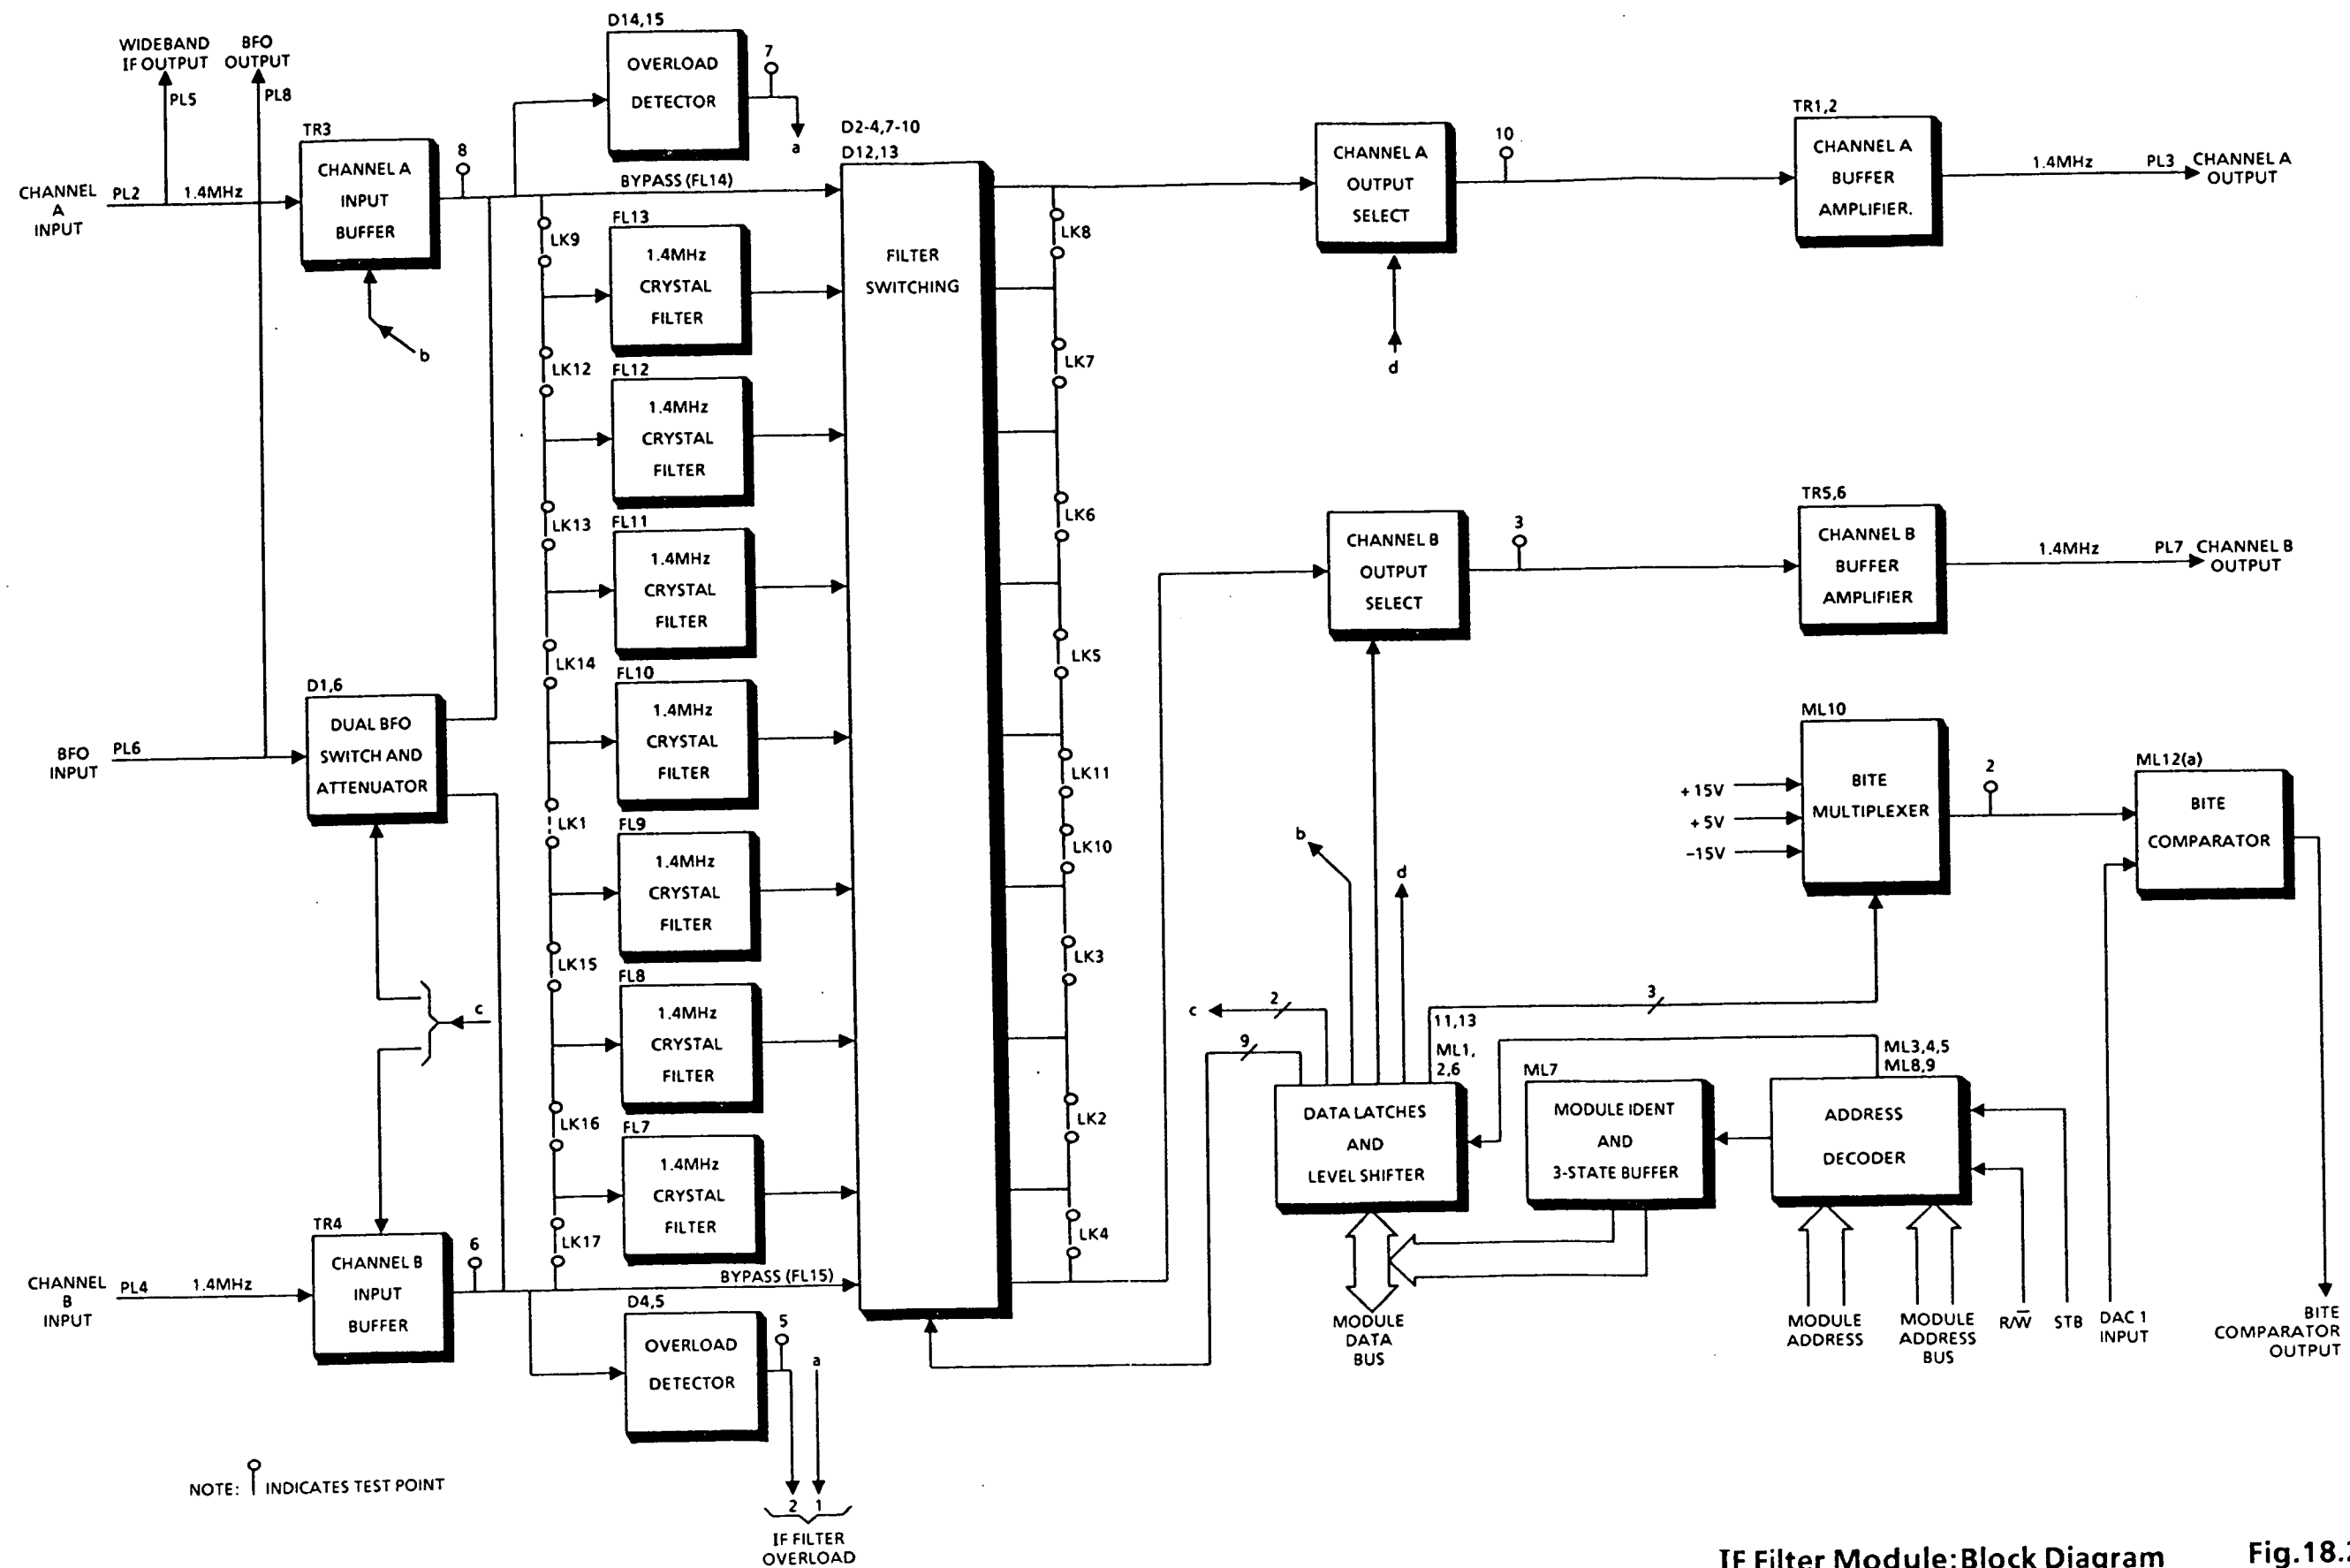 WIDEBAND
IF OUTPUT
PL5
BFO
OUTPUT
PL8
CHANNEL
A
INPUT
PL2
1.4MHz
TR3
CHANNEL A
INPUT
BUFFER
b
8
D14,15
OVERLOAD
DETECTOR
7
a
BYPASS (FL14)
D2-4,7-10
D12,13
FILTER
SWITCHING
LK9
FL13
1.4MHz
CRYSTAL
FILTER
LK12
FL12
1.4MHz
CRYSTAL
FILTER
LK13
FL11
1.4MHz
CRYSTAL
FILTER
LK14
FL10
1.4MHz
CRYSTAL
FILTER
LK1
FL9
1.4MHz
CRYSTAL
FILTER
LK15
FL8
1.4MHz
CRYSTAL
FILTER
LK16
FL7
1.4MHz
CRYSTAL
FILTER
LK17
BYPASS (FL15)
BFO
INPUT
PL6
D1,6
DUAL BFO
SWITCH AND
ATTENUATOR
c
CHANNEL
B
INPUT
PL4
1.4MHz
TR4
CHANNEL B
INPUT
BUFFER
6
D4,5
OVERLOAD
DETECTOR
5
a
2
1
IF FILTER
OVERLOAD
LK8
LK7
LK6
LK5
LK11
LK10
LK3
LK2
LK4
CHANNEL A
OUTPUT
SELECT
d
10
TR1,2
CHANNEL A
BUFFER
AMPLIFIER.
1.4MHz
PL3
CHANNEL A
OUTPUT
CHANNEL B
OUTPUT
SELECT
3
TR5,6
CHANNEL B
BUFFER
AMPLIFIER
1.4MHz
PL7
CHANNEL B
OUTPUT
ML10
BITE
MULTIPLEXER
+15V
+5V
-15V
2
ML12(a)
BITE
COMPARATOR
b
d
c
2
9
3
11,13
ML1,
2,6
DATA LATCHES
AND
LEVEL SHIFTER
ML7
MODULE IDENT
AND
3-STATE BUFFER
ML3,4,5
ML8,9
ADDRESS
DECODER
MODULE
DATA
BUS
MODULE
ADDRESS
MODULE
ADDRESS
BUS
R/W̅
STB
DAC 1
INPUT
BITE
COMPARATOR
OUTPUT
NOTE: INDICATES TEST POINT
IF Filter Module: Block Diagram
Fig.18.